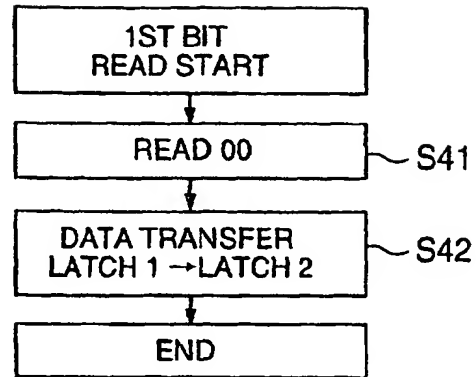 1ST BIT
READ START
READ 00
S41
DATA TRANSFER
LATCH 1 → LATCH 2
S42
END